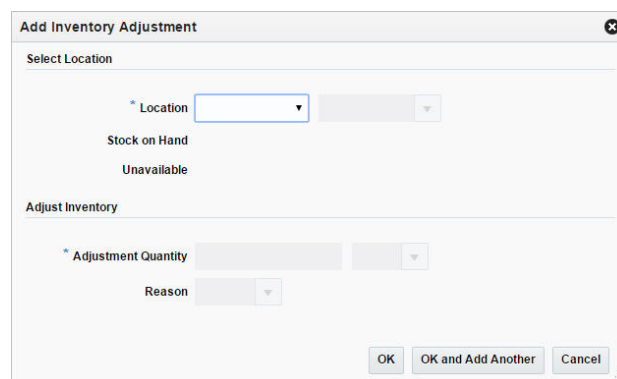 Add Inventory Adjustment
Select Location
* Location
Stock on Hand
Unavailable
Adjust Inventory
* Adjustment Quantity
Reason
OK OK and Add Another Cancel